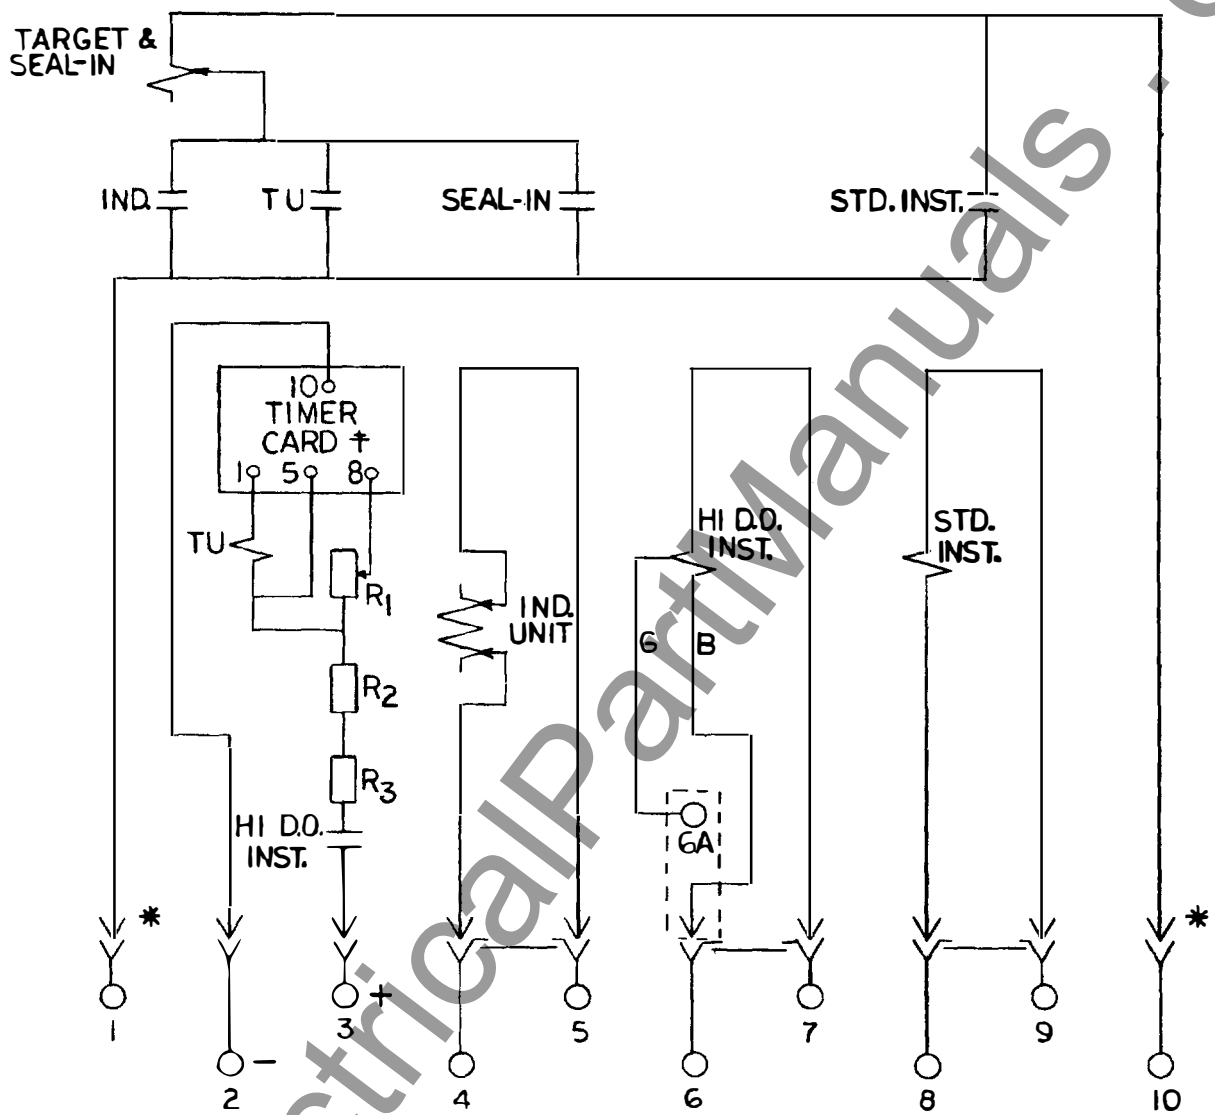 TARGET &
SEAL-IN
IND.
TU
SEAL-IN
STD. INST.
10
TIMER
CARD ‡
1 5 8
TU
R1
R2
R3
HI D.O.
INST.
IND.
UNIT
HI D.O.
INST.
G B
6A
STD.
INST.
* *
+
-
1 2 3 4 5 6 7 8 9 10
ctricalPartManuals .